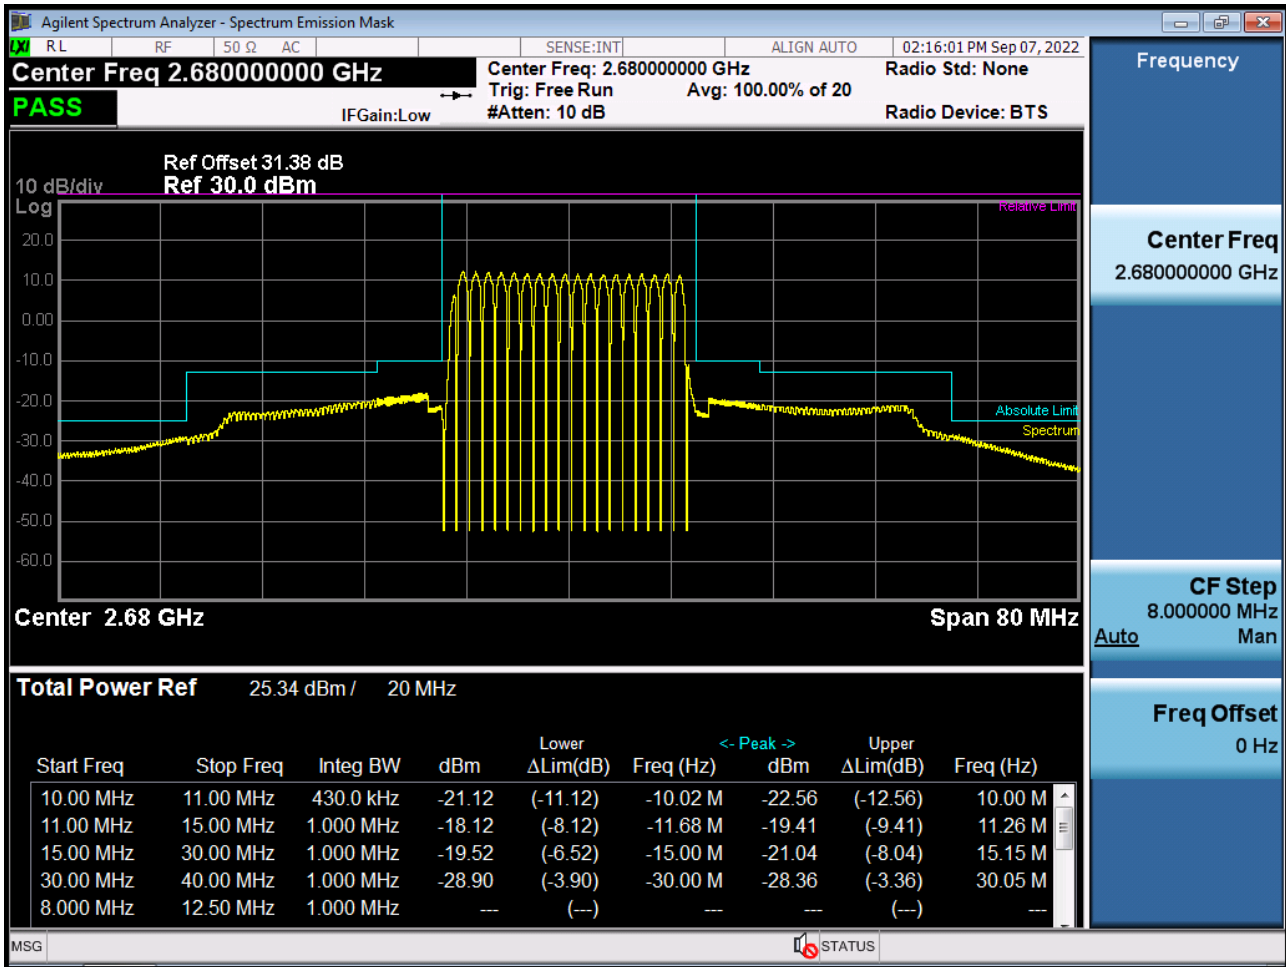 Agilent Spectrum Analyzer - Spectrum Emission Mask
LXI RL RF 50 Ω AC SENSE:INT ALIGN AUTO 02:16:01 PM Sep 07, 2022
Center Freq 2.680000000 GHz
PASS
IFGain:Low
Center Freq: 2.680000000 GHz
Trig: Free Run Avg: 100.00% of 20
#Atten: 10 dB
Radio Std: None
Radio Device: BTS
Ref Offset 31.38 dB
10 dB/div Ref 30.0 dBm
Log
Relative Limit
20.0
10.0
0.00
-10.0
-20.0
Absolute Limit
Spectrum
-30.0
-40.0
-50.0
-60.0
Center 2.68 GHz Span 80 MHz
Total Power Ref 25.34 dBm / 20 MHz
Lower <- Peak -> Upper
Start Freq Stop Freq Integ BW dBm ΔLim(dB) Freq (Hz) dBm ΔLim(dB) Freq (Hz)
10.00 MHz 11.00 MHz 430.0 kHz -21.12 (-11.12) -10.02 M -22.56 (-12.56) 10.00 M
11.00 MHz 15.00 MHz 1.000 MHz -18.12 (-8.12) -11.68 M -19.41 (-9.41) 11.26 M
15.00 MHz 30.00 MHz 1.000 MHz -19.52 (-6.52) -15.00 M -21.04 (-8.04) 15.15 M
30.00 MHz 40.00 MHz 1.000 MHz -28.90 (-3.90) -30.00 M -28.36 (-3.36) 30.05 M
8.000 MHz 12.50 MHz 1.000 MHz --- (---) --- --- (---) ---
MSG STATUS
Frequency
Center Freq
2.680000000 GHz
CF Step
8.000000 MHz
Auto Man
Freq Offset
0 Hz